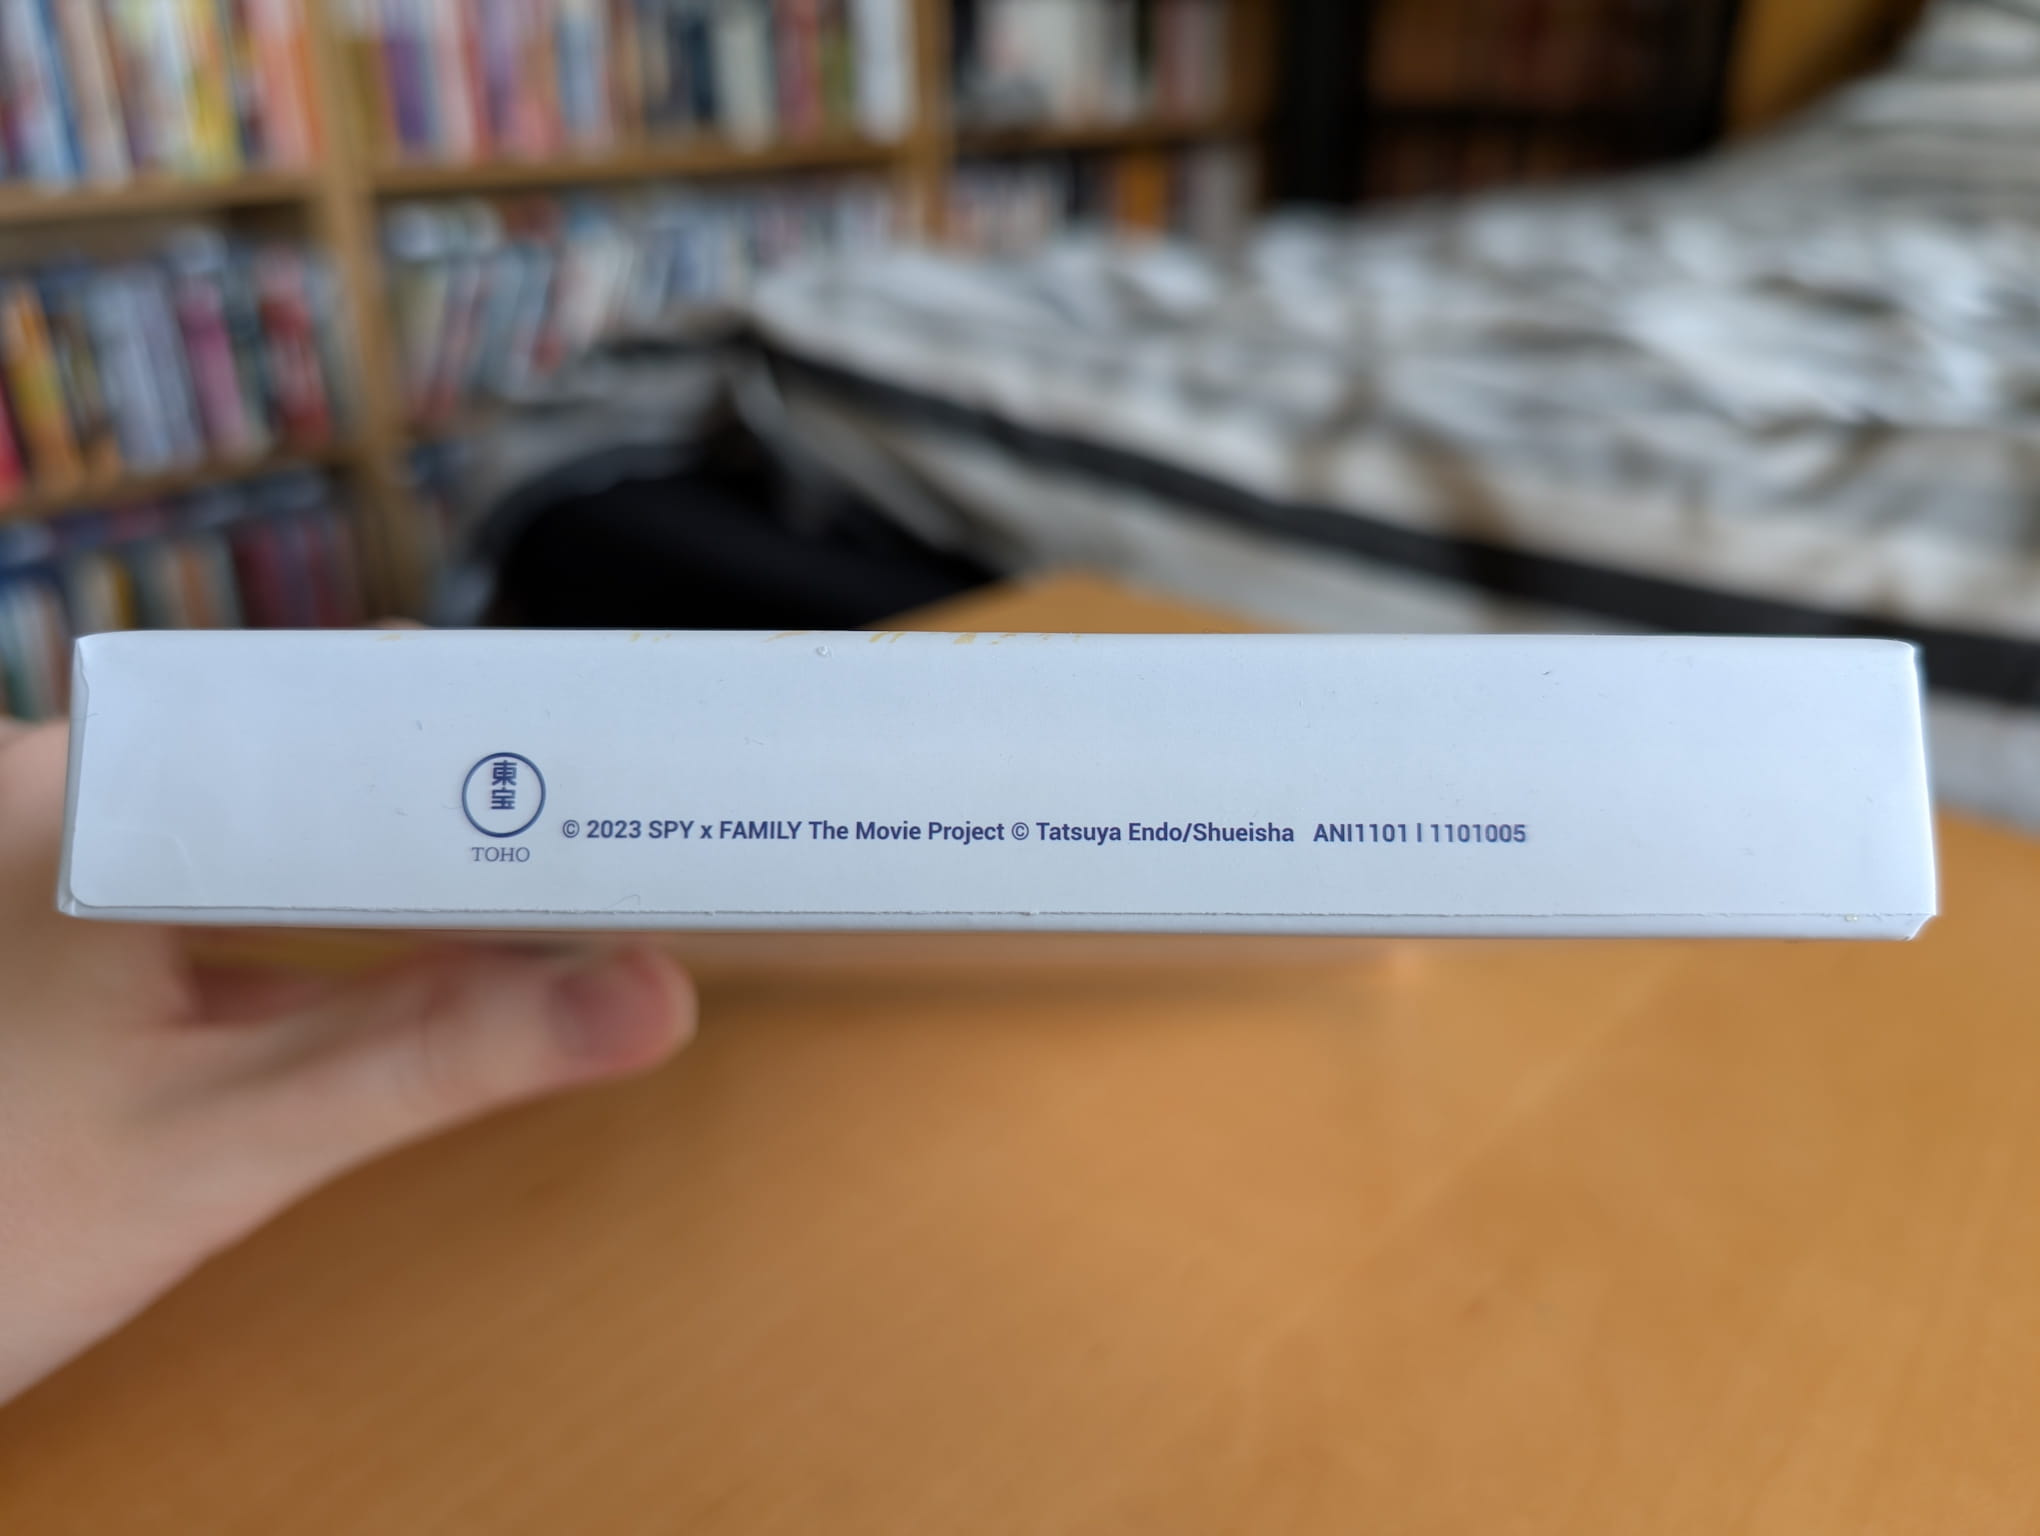 東宝
TOHO
© 2023 SPY x FAMILY The Movie Project © Tatsuya Endo/Shueisha ANI1101 | 1101005